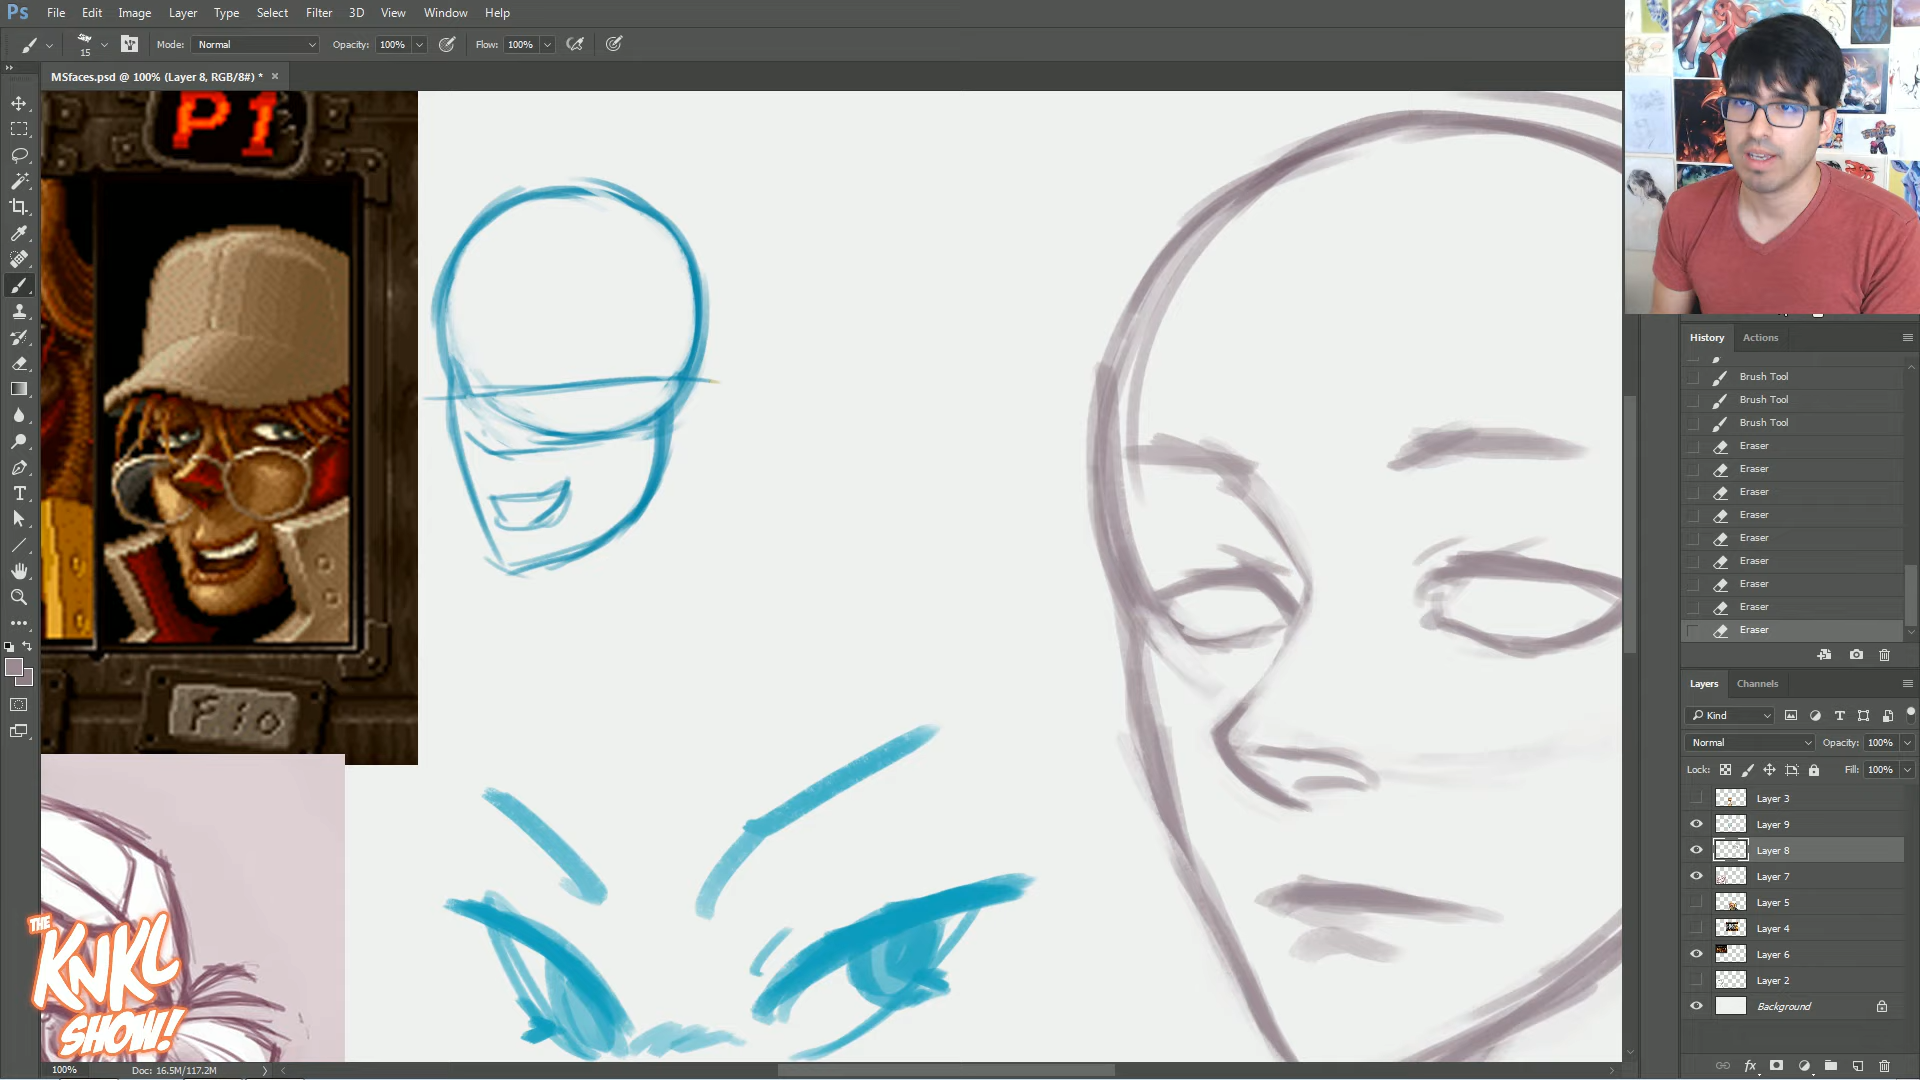 Ps File Edit Image Layer Type Select Filter 3D View Window Help
15 Mode: Normal Opacity: 100% Flow: 100%
MSfaces.psd @ 100% (Layer 8, RGB/8#) * ×
P1
Fio
THE
KNKL
SHOW!
100% Doc: 16.5M/117.2M
History Actions
Brush Tool
Brush Tool
Brush Tool
Eraser
Eraser
Eraser
Eraser
Eraser
Eraser
Eraser
Eraser
Eraser
Layers Channels
Kind
Normal Opacity: 100%
Lock: Fill: 100%
Layer 3
Layer 9
Layer 8
Layer 7
Layer 5
Layer 4
Layer 6
Layer 2
Background
fx